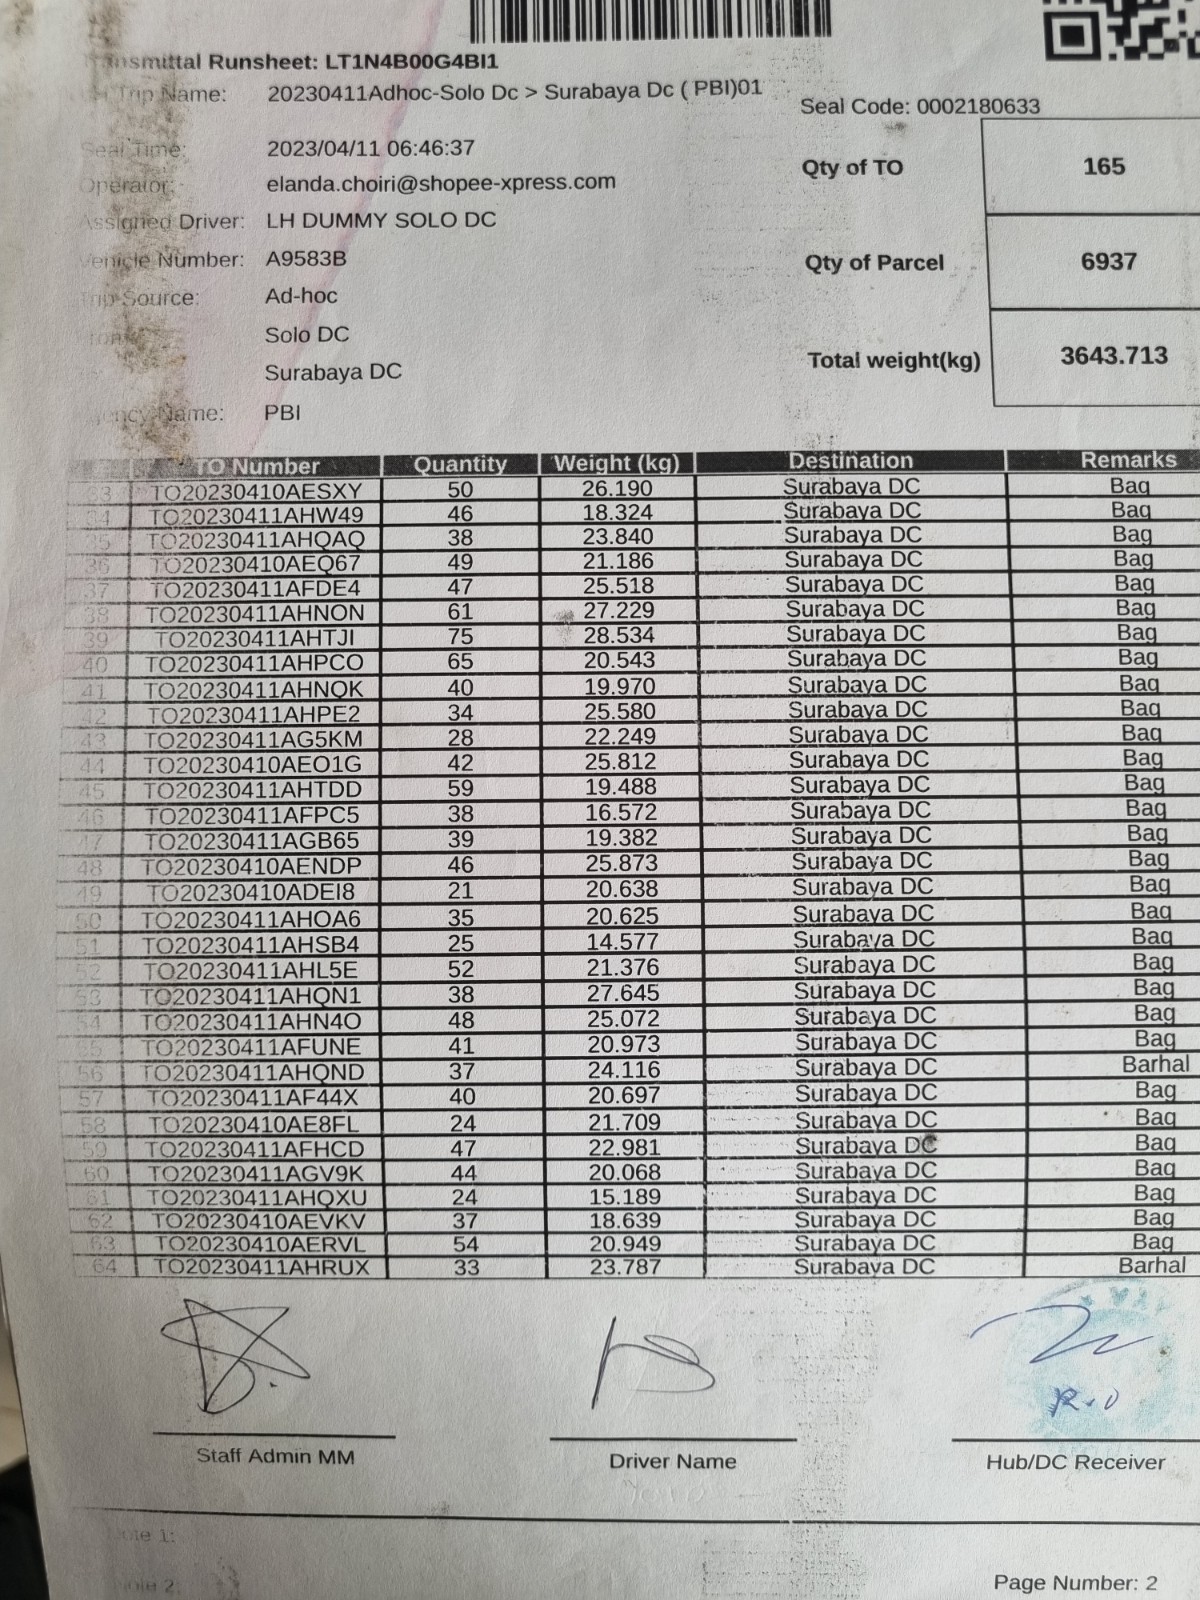 Transmittal Runsheet: LT1N4B00G4BI1
Trip Name: 20230411Adhoc-Solo Dc > Surabaya Dc ( PBI)01
Seal Code: 0002180633
Seal Time: 2023/04/11 06:46:37
Operator: elanda.choiri@shopee-xpress.com
Assigned Driver: LH DUMMY SOLO DC
Vehicle Number: A9583B
Trip Source: Ad-hoc
From: Solo DC
Surabaya DC
Agency Name: PBI
Qty of TO 165
Qty of Parcel 6937
Total weight(kg) 3643.713
TO Number Quantity Weight (kg) Destination Remarks
33 TO20230410AESXY 50 26.190 Surabaya DC Bag
34 TO20230411AHW49 46 18.324 Surabaya DC Bag
35 TO20230411AHQAQ 38 23.840 Surabaya DC Bag
36 TO20230410AEQ67 49 21.186 Surabaya DC Bag
37 TO20230411AFDE4 47 25.518 Surabaya DC Bag
38 TO20230411AHNON 61 27.229 Surabaya DC Bag
39 TO20230411AHTJI 75 28.534 Surabaya DC Bag
40 TO20230411AHPCO 65 20.543 Surabaya DC Bag
41 TO20230411AHNQK 40 19.970 Surabaya DC Bag
42 TO20230411AHPE2 34 25.580 Surabaya DC Bag
43 TO20230411AG5KM 28 22.249 Surabaya DC Bag
44 TO20230410AEO1G 42 25.812 Surabaya DC Bag
45 TO20230411AHTDD 59 19.488 Surabaya DC Bag
46 TO20230411AFPC5 38 16.572 Surabaya DC Bag
47 TO20230411AGB65 39 19.382 Surabaya DC Bag
48 TO20230410AENDP 46 25.873 Surabaya DC Bag
49 TO20230410ADEI8 21 20.638 Surabaya DC Bag
50 TO20230411AHOA6 35 20.625 Surabaya DC Bag
51 TO20230411AHSB4 25 14.577 Surabaya DC Bag
52 TO20230411AHL5E 52 21.376 Surabaya DC Bag
53 TO20230411AHQN1 38 27.645 Surabaya DC Bag
54 TO20230411AHN4O 48 25.072 Surabaya DC Bag
55 TO20230411AFUNE 41 20.973 Surabaya DC Bag
56 TO20230411AHQND 37 24.116 Surabaya DC Barhal
57 TO20230411AF44X 40 20.697 Surabaya DC Bag
58 TO20230410AE8FL 24 21.709 Surabaya DC Bag
59 TO20230411AFHCD 47 22.981 Surabaya DC Bag
60 TO20230411AGV9K 44 20.068 Surabaya DC Bag
61 TO20230411AHQXU 24 15.189 Surabaya DC Bag
62 TO20230410AEVKV 37 18.639 Surabaya DC Bag
63 TO20230410AERVL 54 20.949 Surabaya DC Bag
64 TO20230411AHRUX 33 23.787 Surabaya DC Barhal
Staff Admin MM
Driver Name
Hub/DC Receiver
Note 1:
Note 2:
Page Number: 2